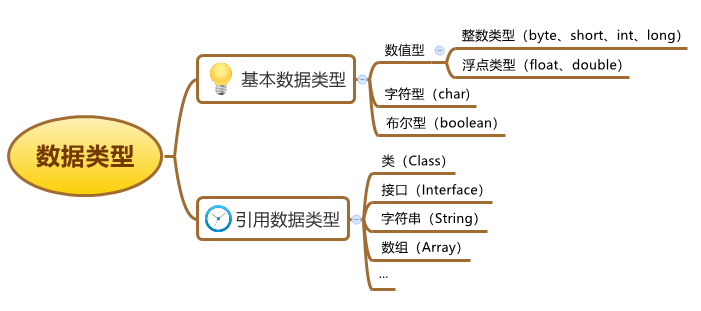 数据类型
基本数据类型
数值型
整数类型（byte、short、int、long）
浮点类型（float、double）
字符型（char)
布尔型（boolean）
引用数据类型
类（Class）
接口（Interface）
字符串（String）
数组（Array）
...